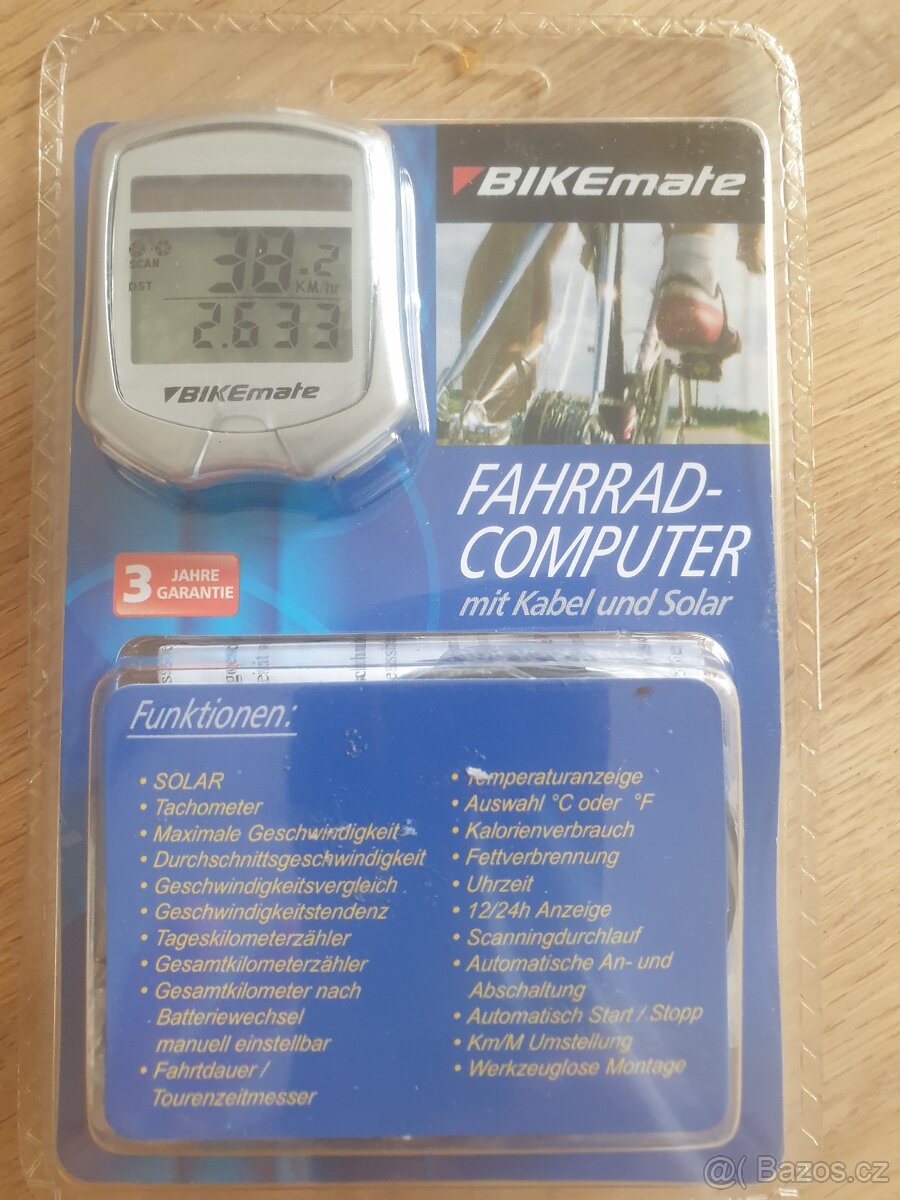 BIKEmate
SCAN
38.2
KM/hr
DST
2.633
BIKEmate
FAHRRAD-
COMPUTER
mit Kabel und Solar
3 JAHRE
GARANTIE
Funktionen:
• SOLAR
• Tachometer
• Maximale Geschwindigkeit
• Durchschnittsgeschwindigkeit
• Geschwindigkeitsvergleich
• Geschwindigkeitstendenz
• Tageskilometerzähler
• Gesamtkilometerzähler
• Gesamtkilometer nach
Batteriewechsel
manuell einstellbar
• Fahrtdauer /
Tourenzeitmesser
• Temperaturanzeige
• Auswahl °C oder °F
• Kalorienverbrauch
• Fettverbrennung
• Uhrzeit
• 12/24h Anzeige
• Scanningdurchlauf
• Automatische An- und
Abschaltung
• Automatisch Start / Stopp
• Km/M Umstellung
• Werkzeuglose Montage
@( Bazos.cz